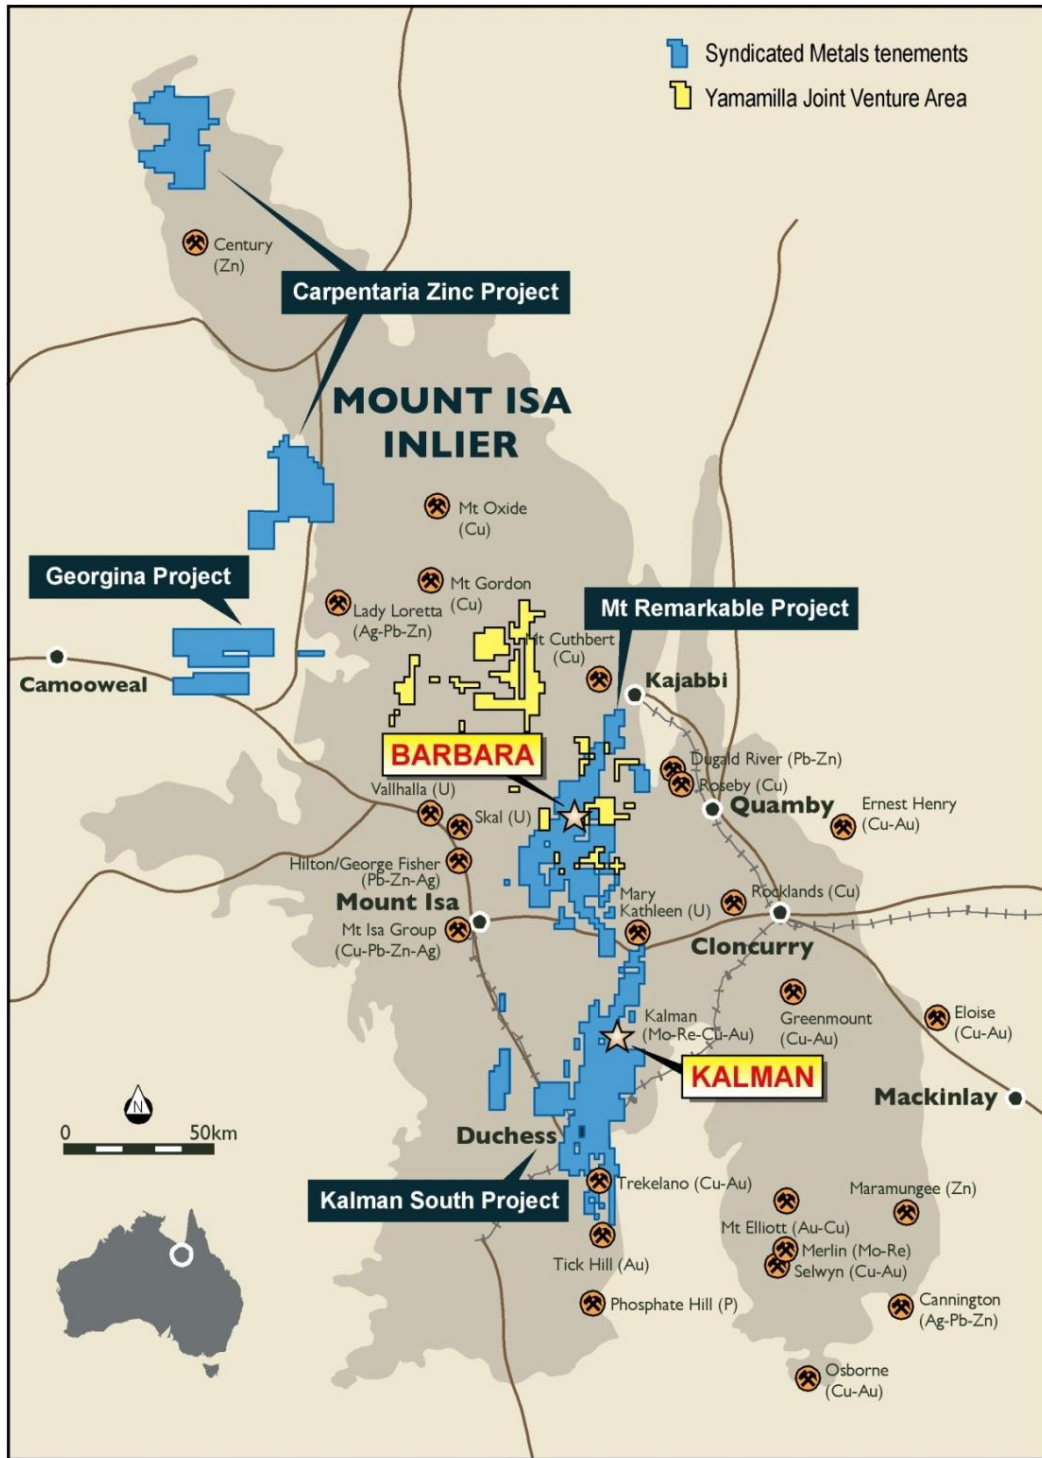 Syndicated Metals tenements
Yamamilla Joint Venture Area
Century
(Zn)
Carpentaria Zinc Project
MOUNT ISA
INLIER
Mt Oxide
(Cu)
Georgina Project
Mt Gordon
(Cu)
Lady Loretta
(Ag-Pb-Zn)
Mt Remarkable Project
Mt Cuthbert
(Cu)
Camooweal
Kajabbi
BARBARA
Dugald River (Pb-Zn)
Roseby (Cu)
Vallhalla (U)
Skal (U)
Quamby
Ernest Henry
(Cu-Au)
Hilton/George Fisher
(Pb-Zn-Ag)
Mary
Kathleen (U)
Rocklands (Cu)
Mount Isa
Mt Isa Group
(Cu-Pb-Zn-Ag)
Cloncurry
Kalman
(Mo-Re-Cu-Au)
Greenmount
(Cu-Au)
Eloise
(Cu-Au)
KALMAN
Mackinlay
N
0 50km
Duchess
Kalman South Project
Trekelano (Cu-Au)
Maramungee (Zn)
Mt Elliott (Au-Cu)
Merlin (Mo-Re)
Selwyn (Cu-Au)
Tick Hill (Au)
Phosphate Hill (P)
Cannington
(Ag-Pb-Zn)
Osborne
(Cu-Au)